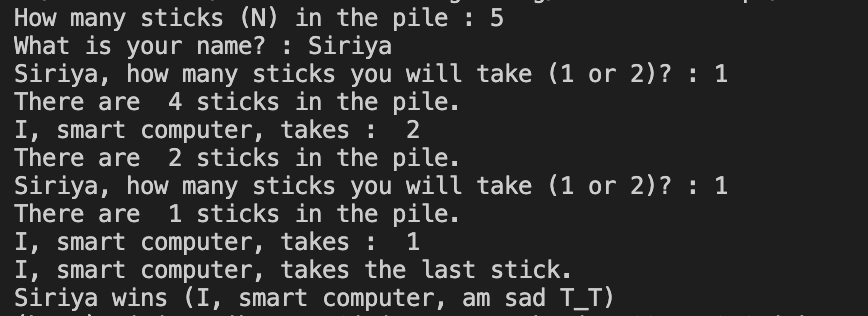 How many sticks (N) in the pile : 5
What is your name? : Siriya
Siriya, how many sticks you will take (1 or 2)? : 1
There are  4 sticks in the pile.
I, smart computer, takes :  2
There are  2 sticks in the pile.
Siriya, how many sticks you will take (1 or 2)? : 1
There are  1 sticks in the pile.
I, smart computer, takes :  1
I, smart computer, takes the last stick.
Siriya wins (I, smart computer, am sad T_T)